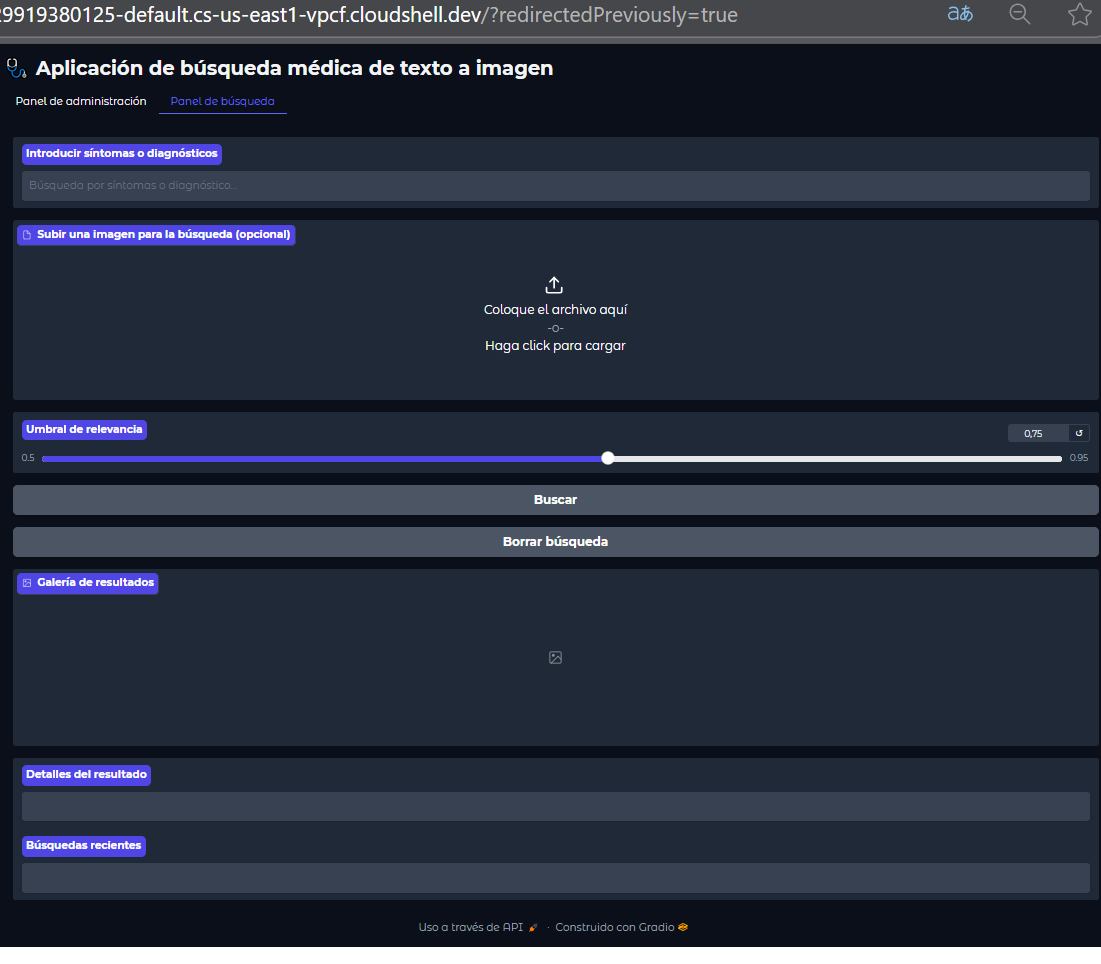 29919380125-default.cs-us-east1-vpcf.cloudshell.dev/?redirectedPreviously=true
aあ
Aplicación de búsqueda médica de texto a imagen
Panel de administración
Panel de búsqueda
Introducir síntomas o diagnósticos
Búsqueda por síntomas o diagnóstico...
Subir una imagen para la búsqueda (opcional)
Coloque el archivo aquí
-o-
Haga click para cargar
Umbral de relevancia
0,75
0.5
0.95
Buscar
Borrar búsqueda
Galería de resultados
Detalles del resultado
Búsquedas recientes
Uso a través de API · Construido con Gradio